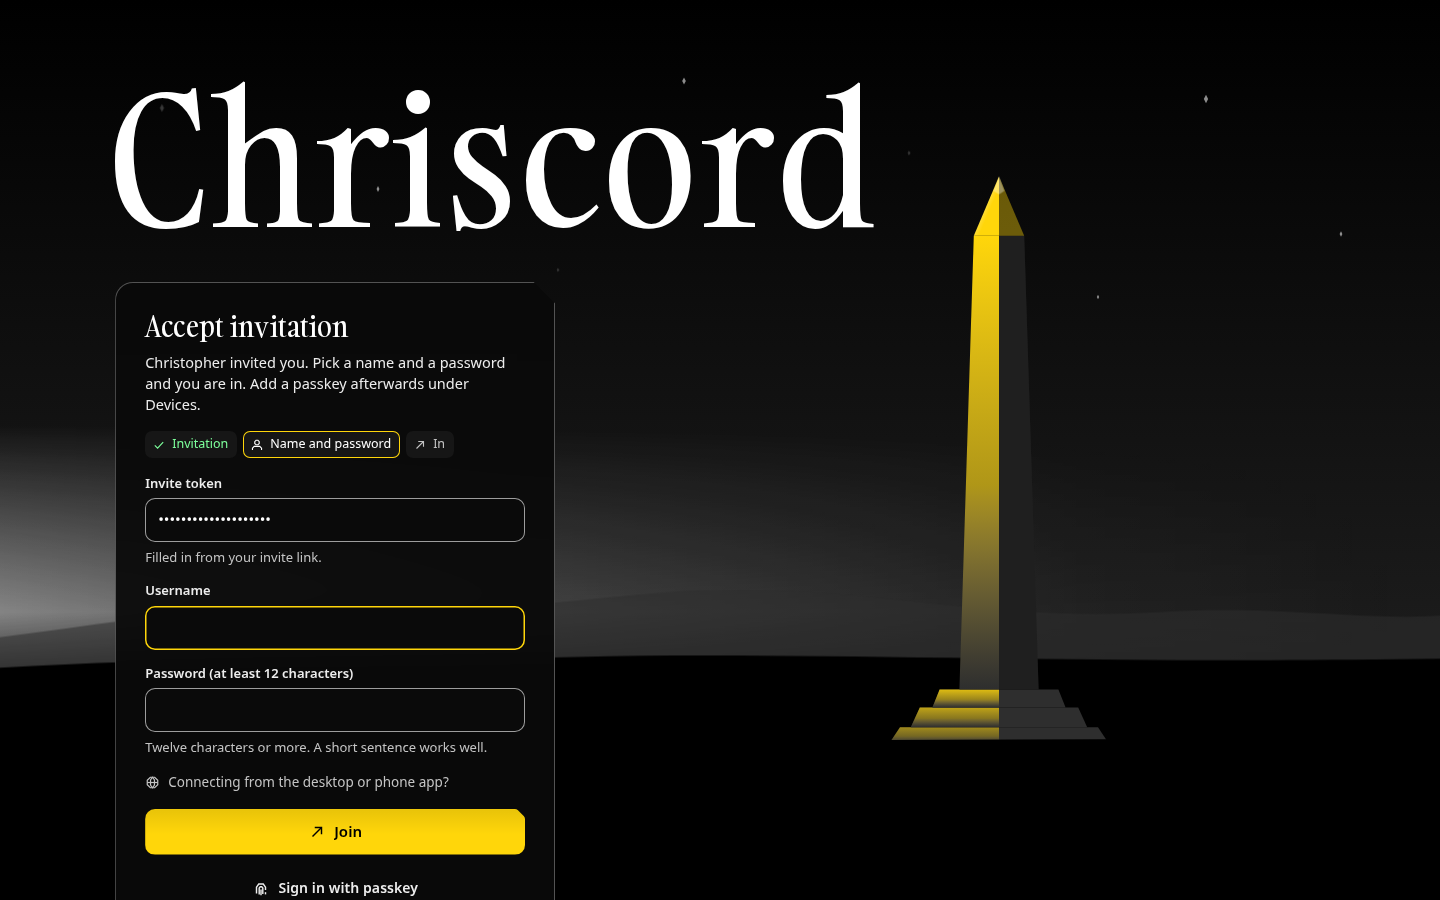 Chriscord
Accept invitation
Christopher invited you. Pick a name and a password
and you are in. Add a passkey afterwards under
Devices.
Invitation
Name and password
In
Invite token
••••••••••••••••••••
Filled in from your invite link.
Username
Password (at least 12 characters)
Twelve characters or more. A short sentence works well.
Connecting from the desktop or phone app?
Join
Sign in with passkey